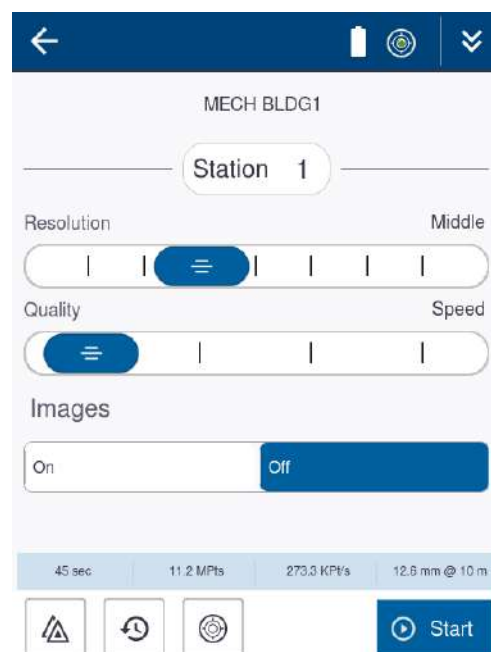 MECH BLDG1
Station 1
Resolution Middle
Quality Speed
Images
On Off
45 sec 11.2 MPts 273.3 KPt/s 12.6 mm @ 10 m
Start